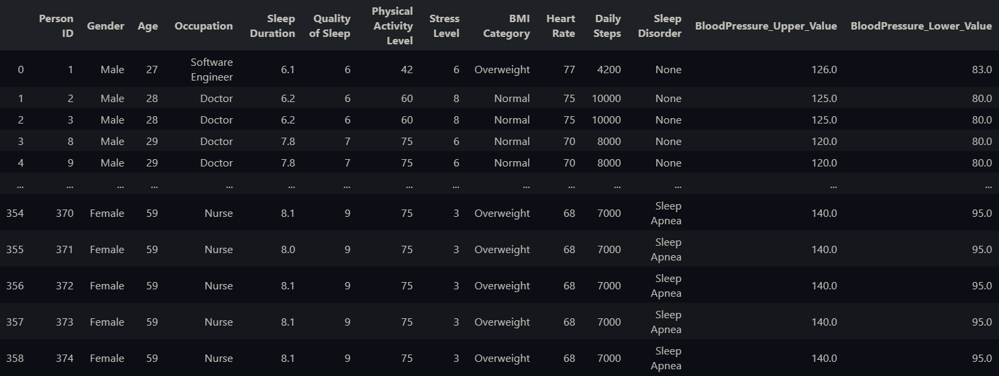 Person ID Gender Age Occupation Sleep Duration Quality of Sleep Physical Activity Level Stress Level BMI Category Heart Rate Daily Steps Sleep Disorder BloodPressure_Upper_Value BloodPressure_Lower_Value
0 1 Male 27 Software Engineer 6.1 6 42 6 Overweight 77 4200 None 126.0 83.0
1 2 Male 28 Doctor 6.2 6 60 8 Normal 75 10000 None 125.0 80.0
2 3 Male 28 Doctor 6.2 6 60 8 Normal 75 10000 None 125.0 80.0
3 8 Male 29 Doctor 7.8 7 75 6 Normal 70 8000 None 120.0 80.0
4 9 Male 29 Doctor 7.8 7 75 6 Normal 70 8000 None 120.0 80.0
... ... ... ... ... ... ... ... ... ... ... ... ... ... ...
354 370 Female 59 Nurse 8.1 9 75 3 Overweight 68 7000 Sleep Apnea 140.0 95.0
355 371 Female 59 Nurse 8.0 9 75 3 Overweight 68 7000 Sleep Apnea 140.0 95.0
356 372 Female 59 Nurse 8.1 9 75 3 Overweight 68 7000 Sleep Apnea 140.0 95.0
357 373 Female 59 Nurse 8.1 9 75 3 Overweight 68 7000 Sleep Apnea 140.0 95.0
358 374 Female 59 Nurse 8.1 9 75 3 Overweight 68 7000 Sleep Apnea 140.0 95.0